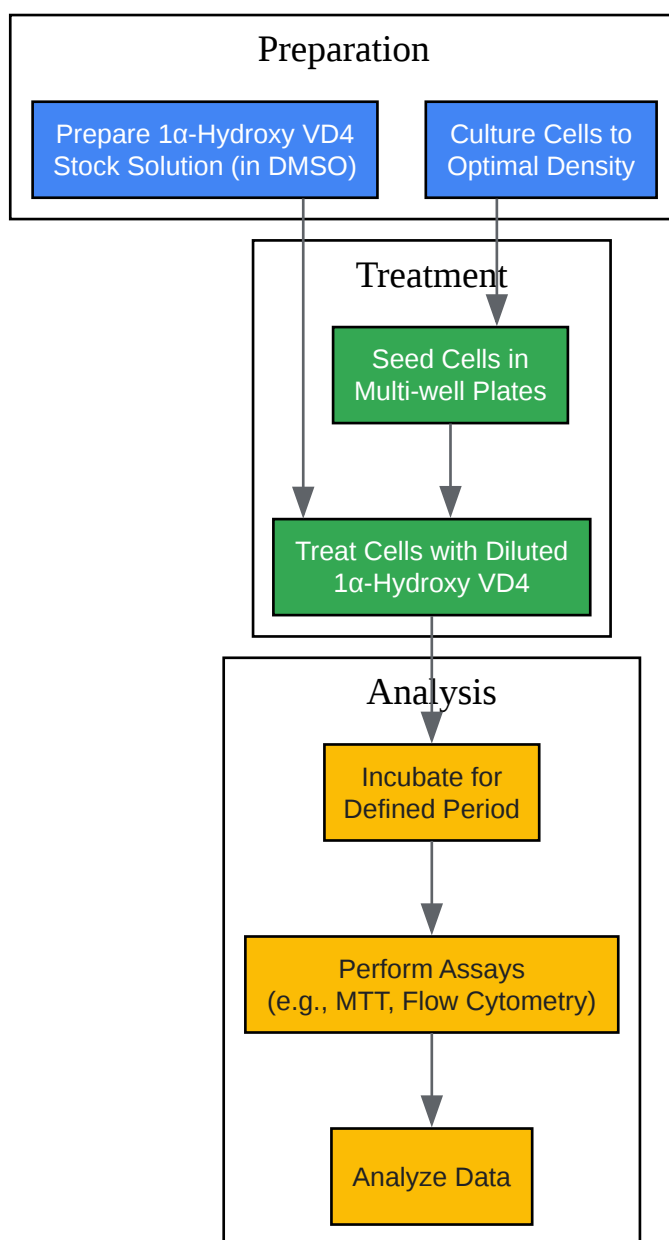 Preparation
Prepare 1α-Hydroxy VD4
Stock Solution (in DMSO)
Culture Cells to
Optimal Density
Treatment
Seed Cells in
Multi-well Plates
Treat Cells with Diluted
1α-Hydroxy VD4
Analysis
Incubate for
Defined Period
Perform Assays
(e.g., MTT, Flow Cytometry)
Analyze Data